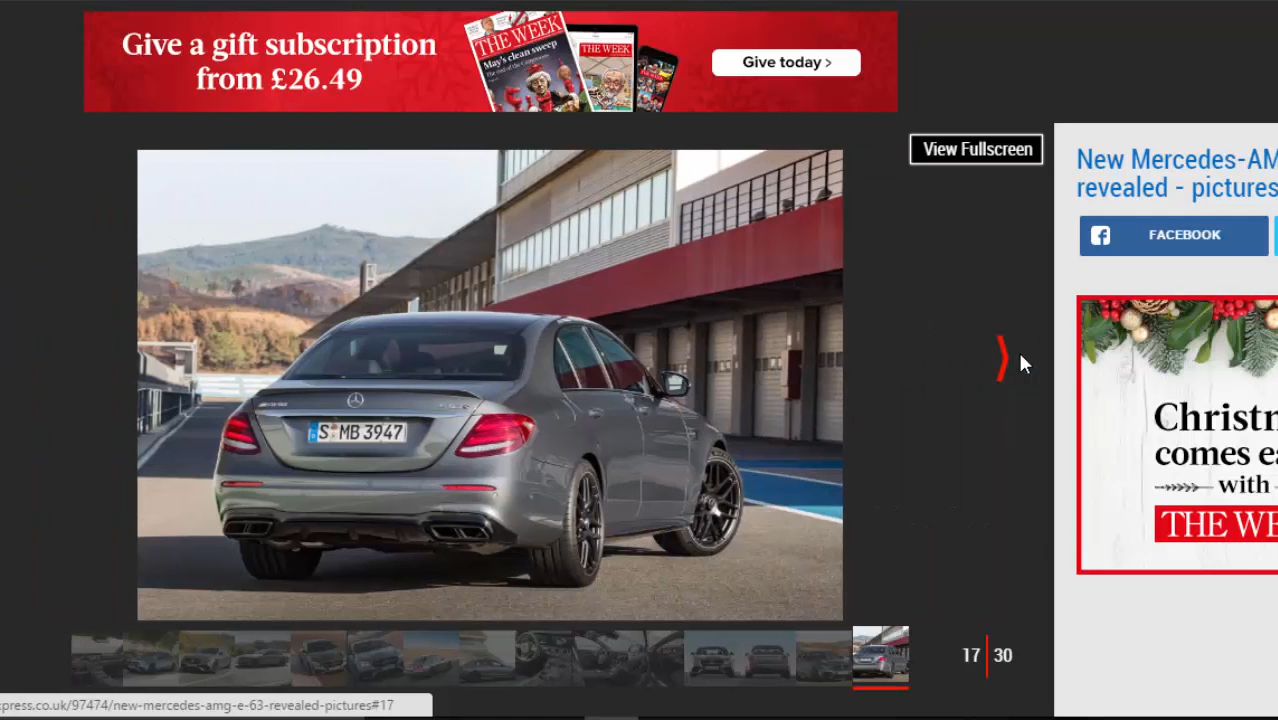 Give a gift subscription
from £26.49
THE WEEK
May's clean sweep
THE WEEK
Give today >
View Fullscreen
New Mercedes-AM
revealed - pictures
FACEBOOK
S MB 3947
Christm
comes ea
with
THE WE
17 30
xpress.co.uk/97474/new-mercedes-amg-e-63-revealed-pictures#17